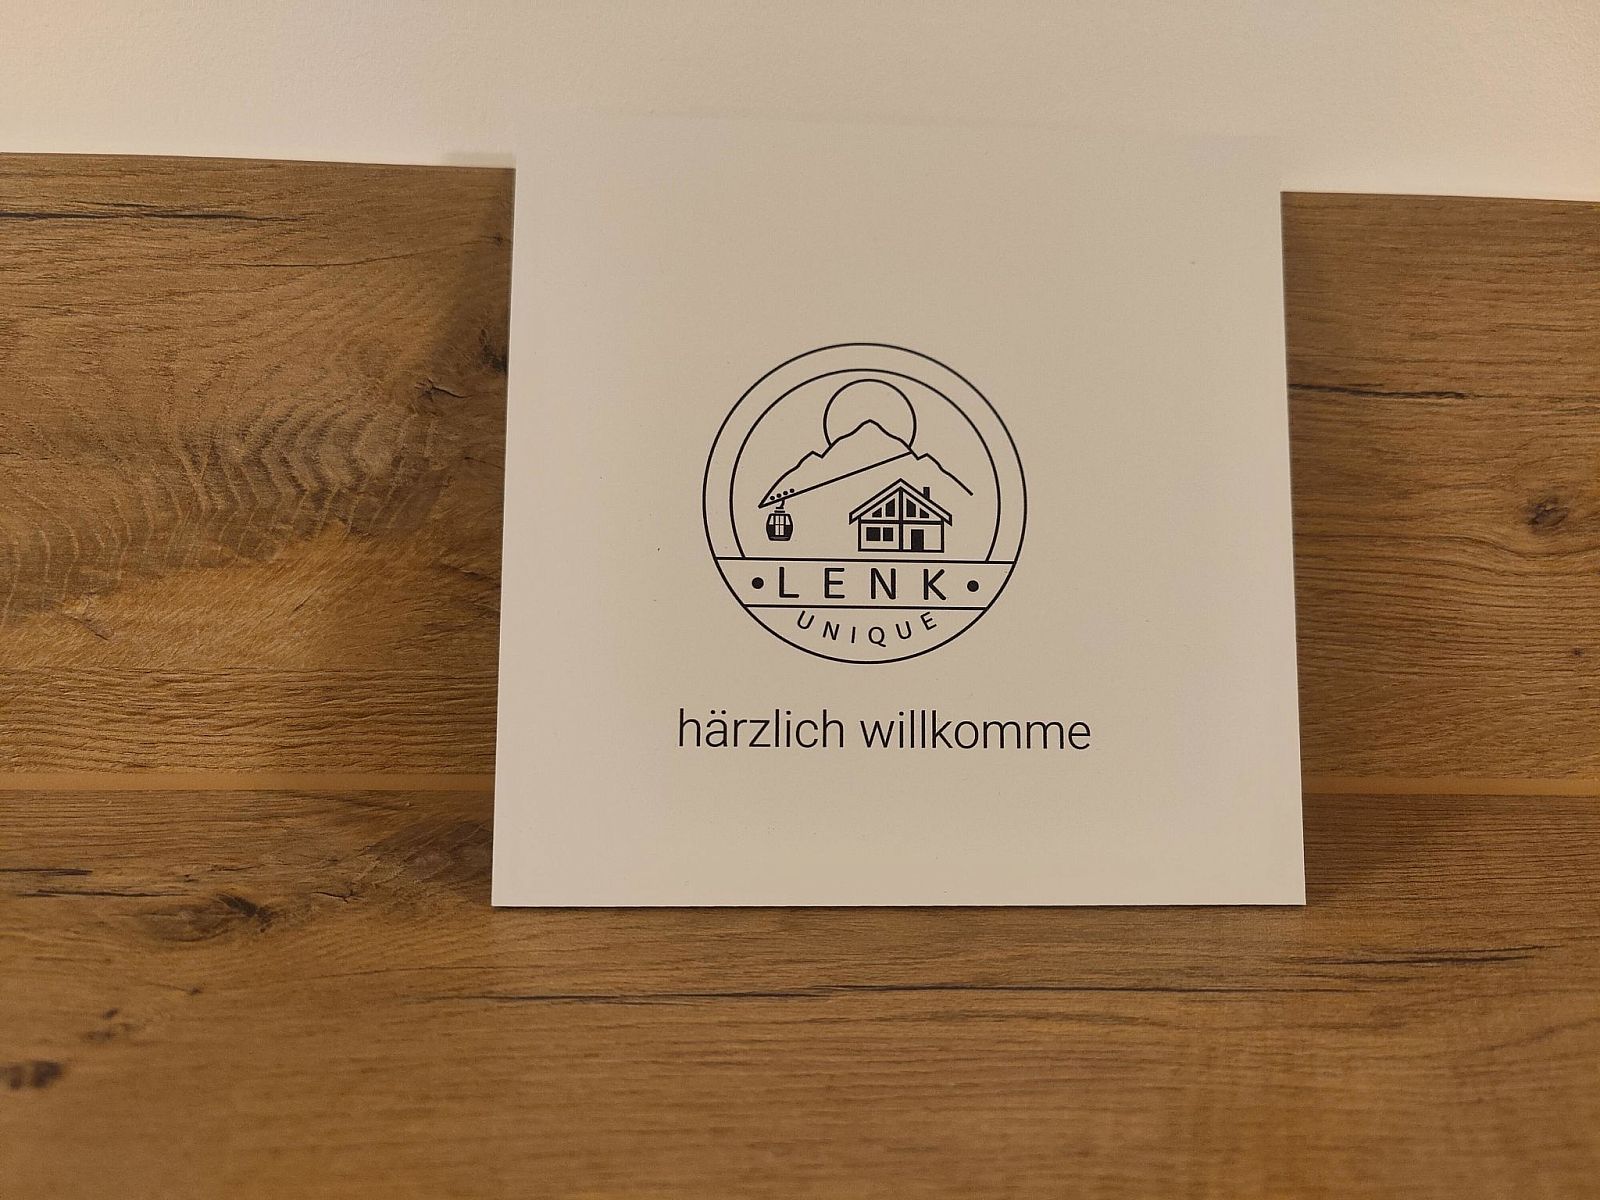 • LENK •
UNIQUE
härzlich willkomme